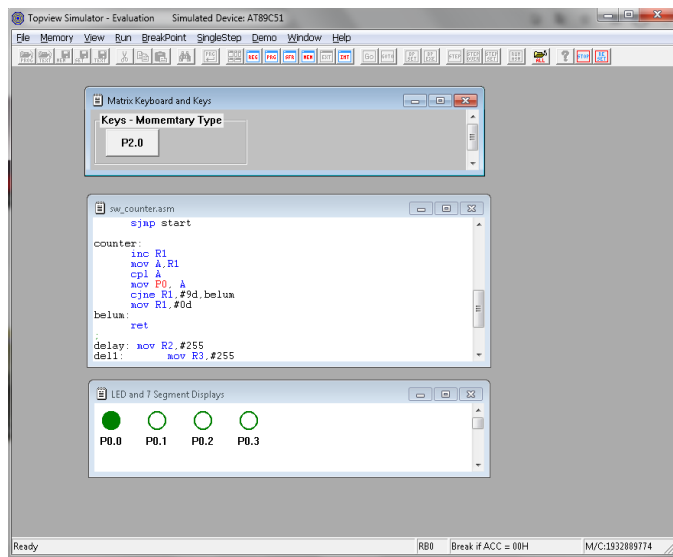 Topview Simulator - Evaluation Simulated Device: AT89C51
File Memory View Run BreakPoint SingleStep Demo Window Help
Matrix Keyboard and Keys
Keys - Momemtary Type
P2.0
sw_counter.asm
sjmp start
counter:
inc R1
mov A,R1
cpl A
mov P0, A
cjne R1,#9d,belum
mov R1,#0d
belum:
ret
;
delay: mov R2,#255
del1: mov R3,#255
LED and 7 Segment Displays
P0.0 P0.1 P0.2 P0.3
Ready RB0 Break if ACC = 00H M/C:1932889774